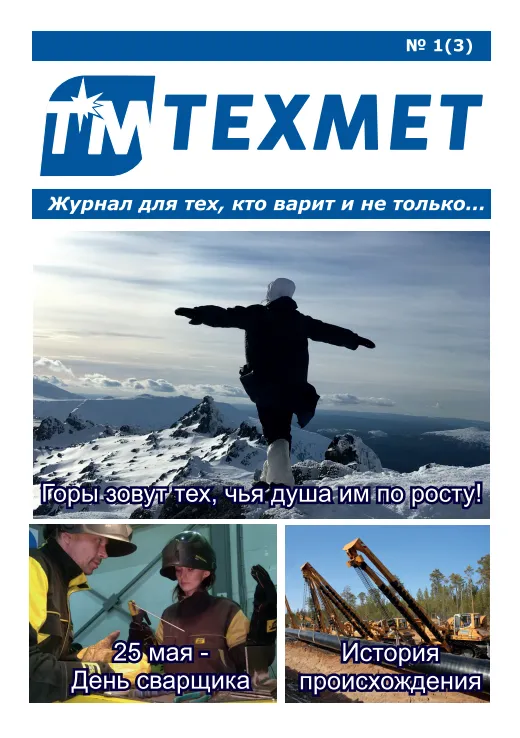 № 1(3)
ТМ ТЕХМЕТ
Журнал для тех, кто варит и не только...
Горы зовут тех, чья душа им по росту!
25 мая -
День сварщика
История
происхождения